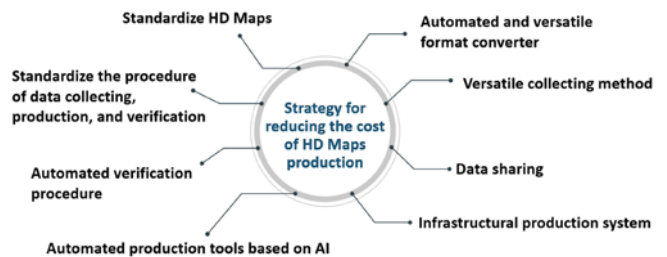 Standardize HD Maps
Automated and versatile
format converter
Standardize the procedure
of data collecting,
production, and verification
Versatile collecting method
Strategy for
reducing the cost
of HD Maps
production
Automated verification
procedure
Data sharing
Infrastructural production system
Automated production tools based on AI